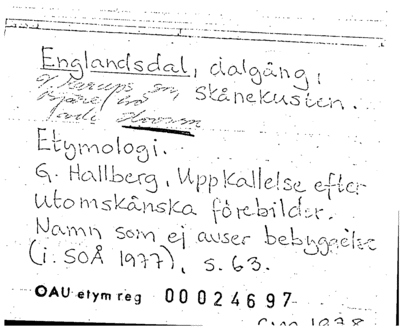 Englandsdal, dalgång,
sn, Skånekusten.
Etymologi.
G. Hallberg, Uppkallelse efter
utomskånska förebilder.
Namn som ej avser bebyggelse
(i: SOÅ 1977), s. 63.
OAU etym reg 00024697